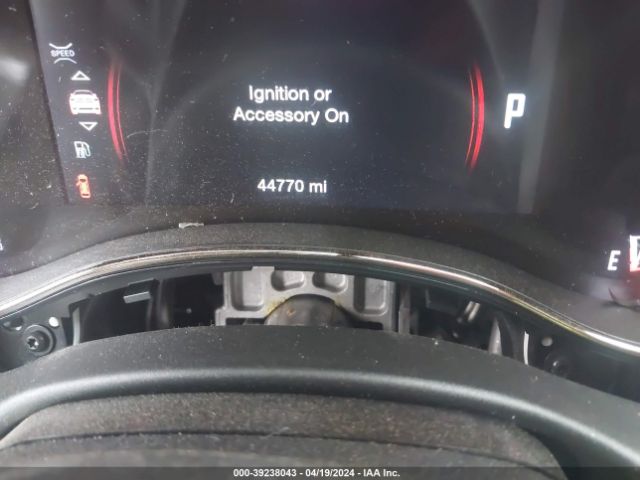 SPEED
Ignition or
Accessory On
P
44770 mi
E
000-39238043 - 04/19/2024 - IAA Inc.